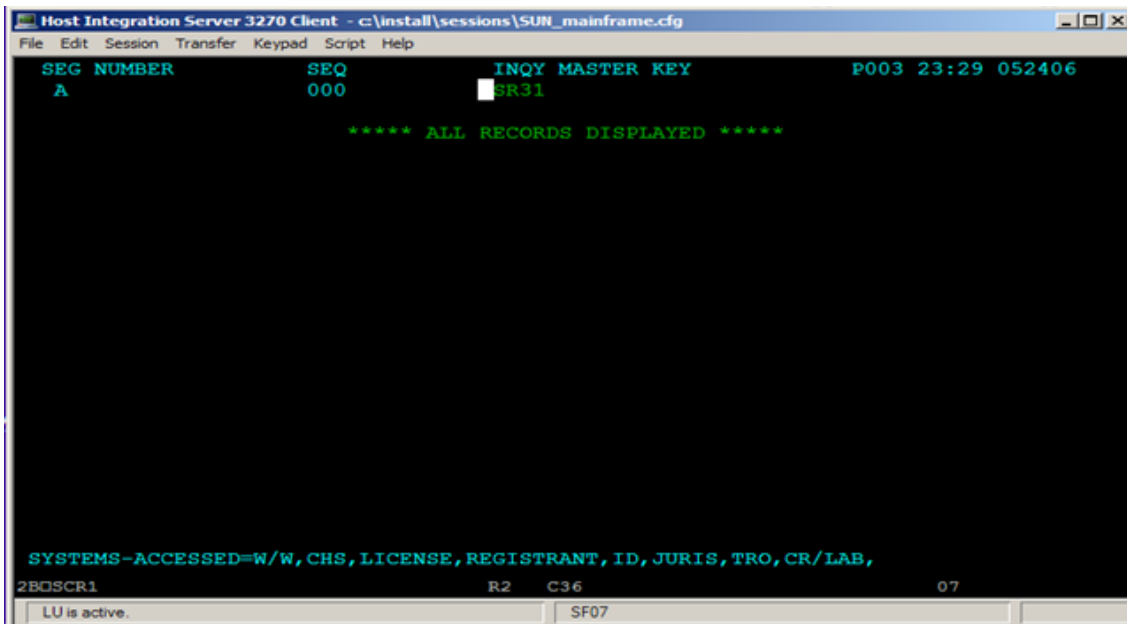 Host Integration Server 3270 Client - c:\install\sessions\SUN_mainframe.cfg
File Edit Session Transfer Keypad Script Help
SEG NUMBER SEQ INQY MASTER KEY P003 23:29 052406
A 000 SR31
***** ALL RECORDS DISPLAYED *****
SYSTEMS-ACCESSED=W/W,CHS,LICENSE,REGISTRANT,ID,JURIS,TRO,CR/LAB,
2B□SCR1 R2 C36 07
LU is active. SF07